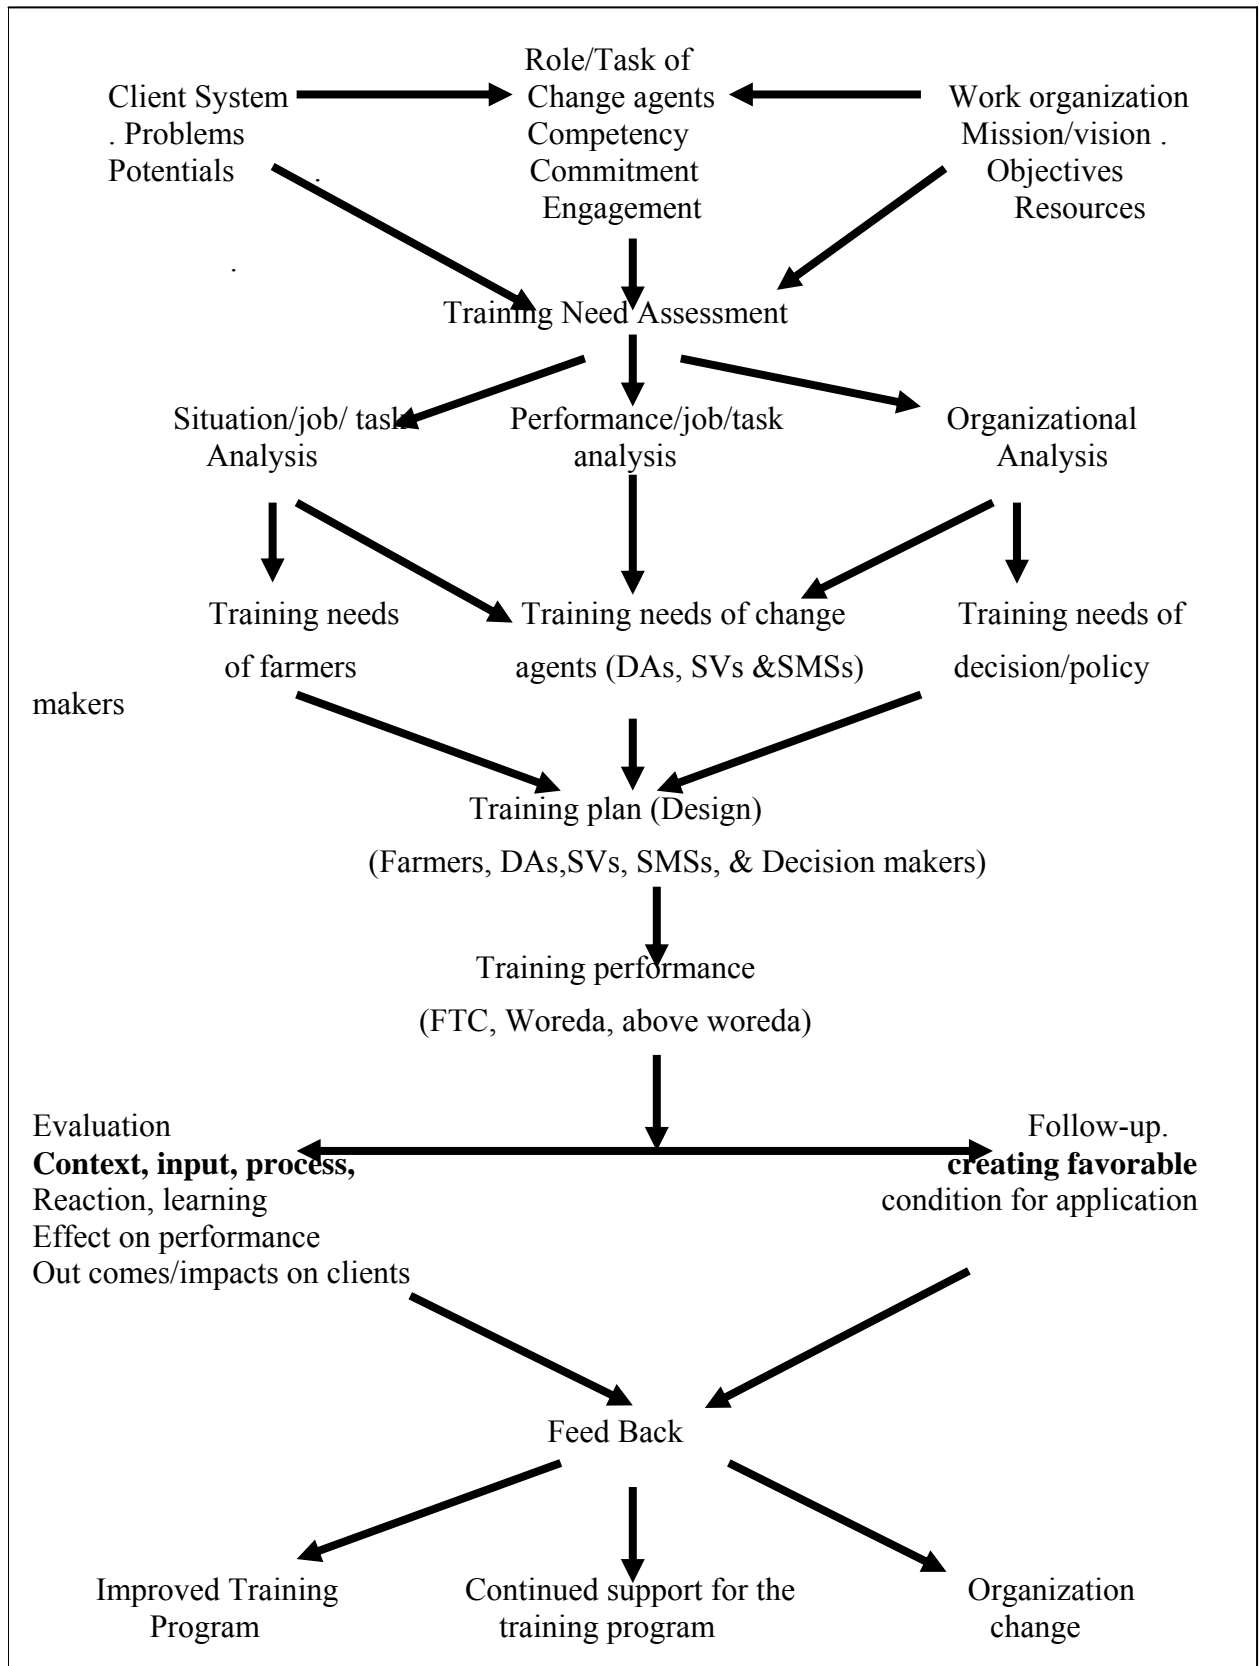 Role/Task of
Client System Change agents Work organization
. Problems Competency Mission/vision .
Potentials . Commitment Objectives
Engagement Resources
.
Training Need Assessment
Situation/job/ task Performance/job/task Organizational
Analysis analysis Analysis
Training needs Training needs of change Training needs of
of farmers agents (DAs, SVs &SMSs) decision/policy
makers
Training plan (Design)
(Farmers, DAs,SVs, SMSs, & Decision makers)
Training performance
(FTC, Woreda, above woreda)
Evaluation Follow-up.
Context, input, process, creating favorable
Reaction, learning condition for application
Effect on performance
Out comes/impacts on clients
Feed Back
Improved Training Continued support for the Organization
Program training program change